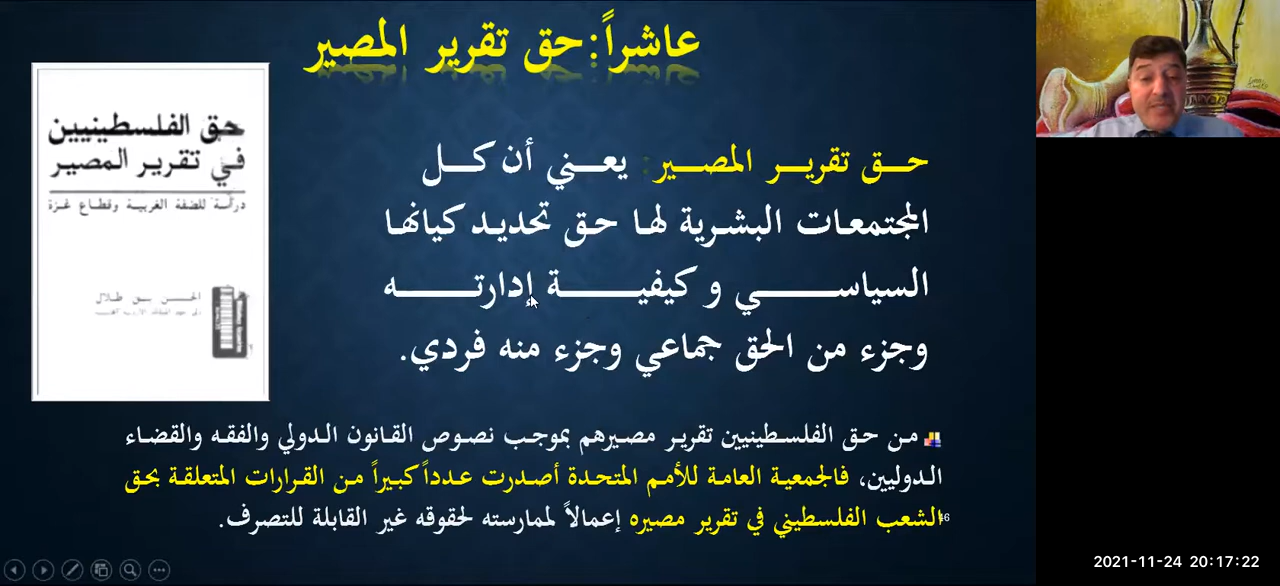 عاشراً:حق تقرير المصير
حق تقرير المصير: يعني أن كل
المجتمعات البشرية لها حق تحديد كيانها
السياسي و كيفية إدارته
وجزء من الحق جماعي وجزء منه فردي.
من حق الفلسطينيين تقرير مصيرهم بموجب نصوص القانون الدولي والفقه والقضاء
الدوليين، فالجمعية العامة للأمم المتحدة أصدرت عدداً كبيراً من القرارات المتعلقة بحق
الشعب الفلسطيني في تقرير مصيره إعمالاً لممارسته لحقوقه غير القابلة للتصرف.
46
حق الفلسطينيين
في تقرير المصير
دراسة للضفة الغربية وقطاع غزة
الحسن بن طلال
2021-11-24 20:17:22